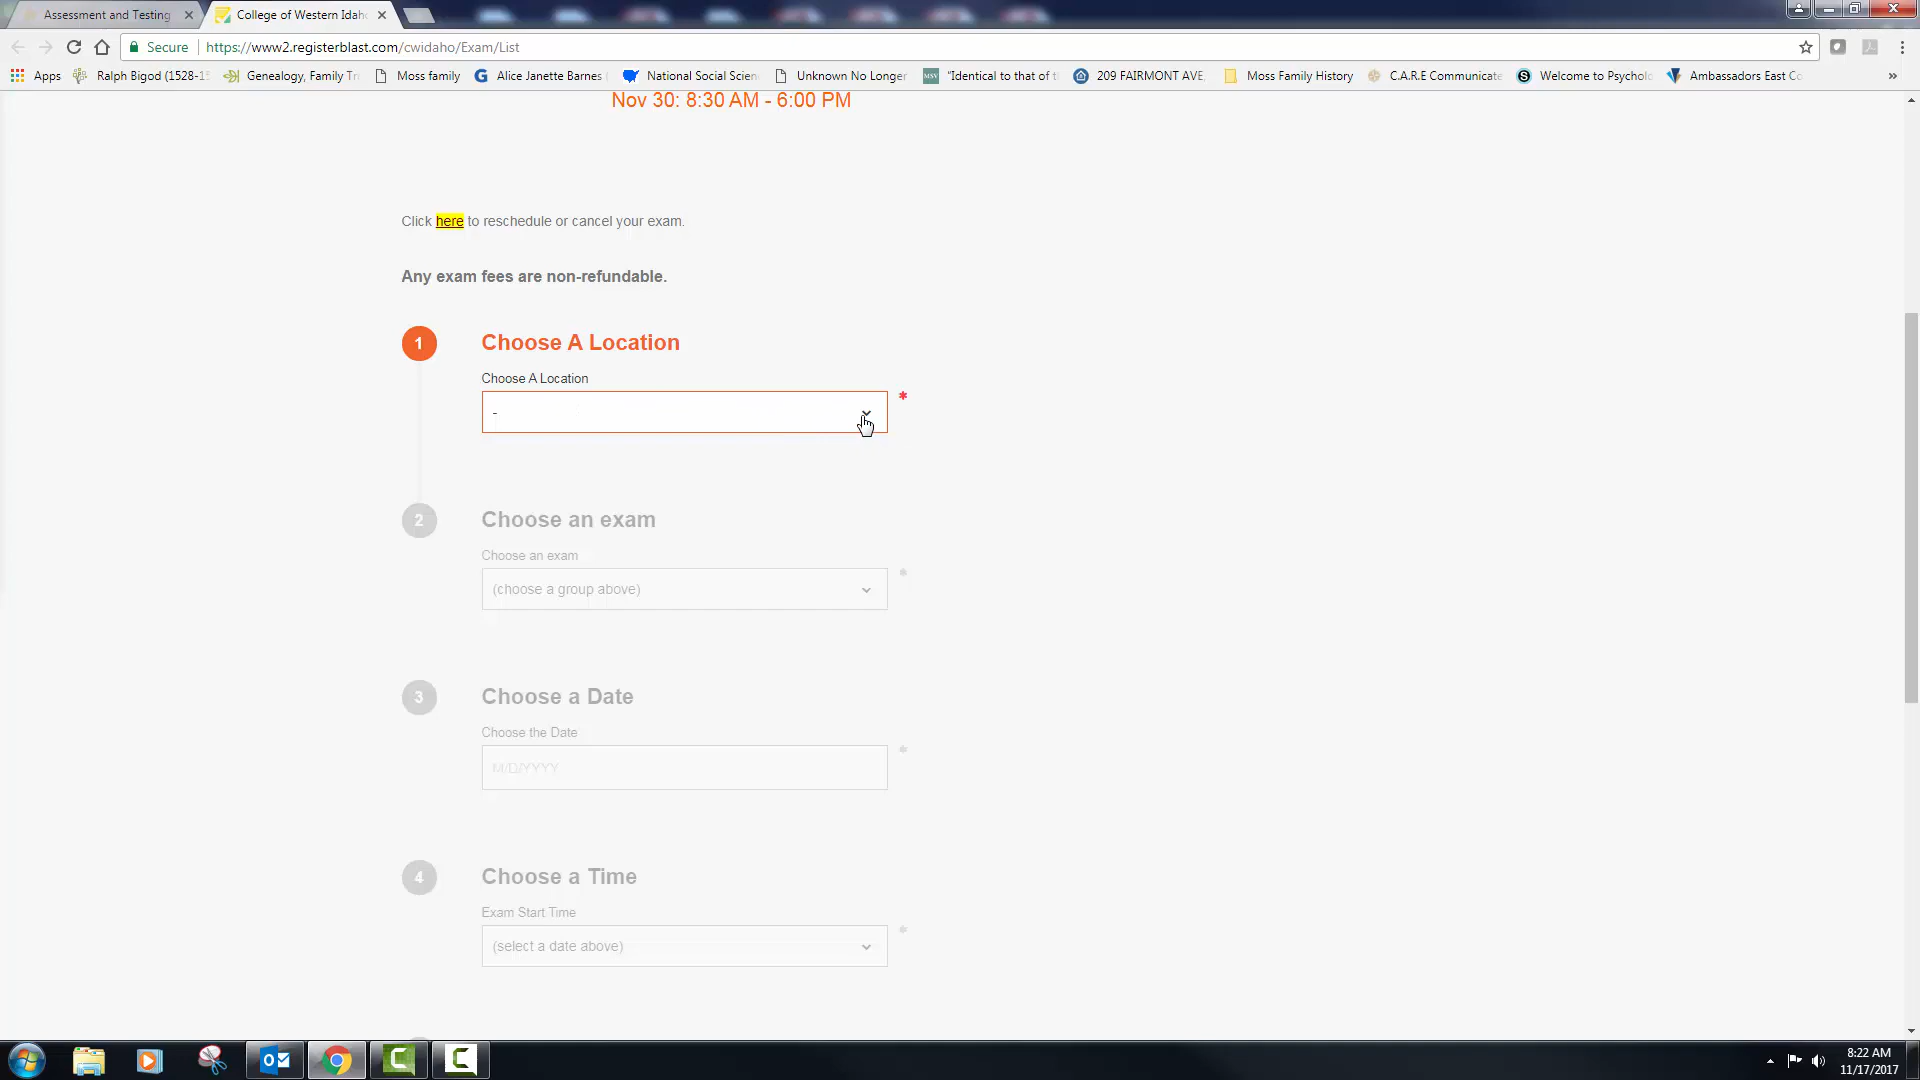 Assessment and Testing
College of Western Idaho
Secure
https://www2.registerblast.com/cwidaho/Exam/List
Apps
Ralph Bigod (1528-15
Genealogy, Family Tr
Moss family
Alice Janette Barnes
National Social Scien
Unknown No Longer
MSV
"Identical to that of t
209 FAIRMONT AVE,
Moss Family History
C.A.R.E Communicate
Welcome to Psycholo
Ambassadors East Co
»
Nov 30: 8:30 AM - 6:00 PM
Click here to reschedule or cancel your exam.
Any exam fees are non-refundable.
1 Choose A Location
Choose A Location
-
*
2 Choose an exam
Choose an exam
(choose a group above)
*
3 Choose a Date
Choose the Date
M/D/YYYY
*
4 Choose a Time
Exam Start Time
(select a date above)
*
8:22 AM
11/17/2017